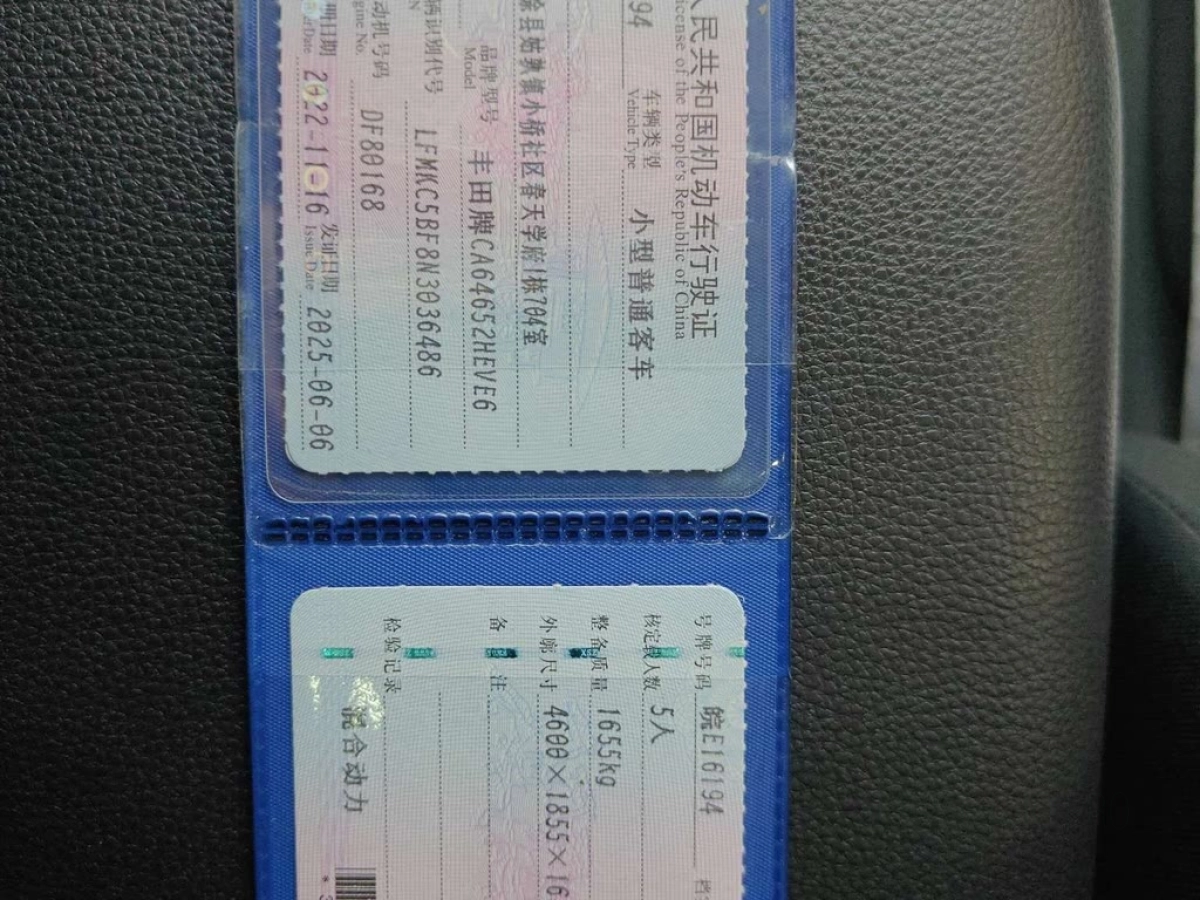 人民共和国机动车行驶证
icense of the People's Republic of China
194 车辆类型 小型普通客车
Vehicle Type
县姑孰镇小桥社区春天学府1栋704室
品牌型号 丰田牌CA64652HEVE6
Model
辆识别代号 LFMKC5BF8N3036486
N
动机号码 DF80168
gine No.
册日期 2022-11-16 发证日期 2025-06-06
Date Issue Date
号牌号码 皖E16194 档
核定载人数 5人
整备质量 1655kg
外廓尺寸 4600×1855×16
备注
检验记录
混合动力